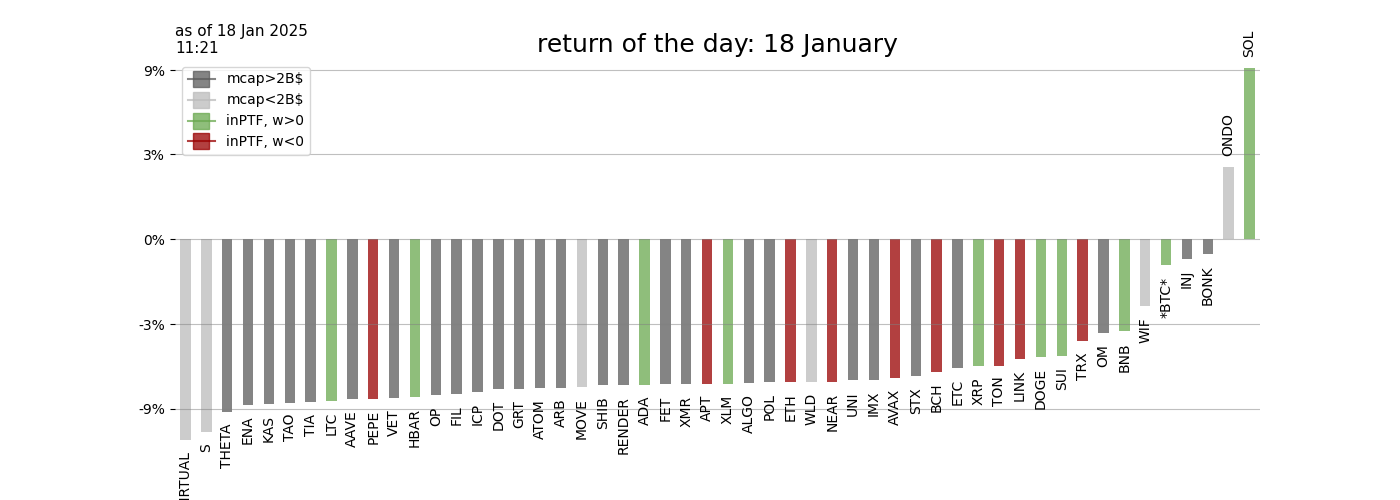 as of 18 Jan 2025
11:21
return of the day: 18 January
SOL
9%
mcap>2B$
mcap<2B$
inPTF, w>0
inPTF, w<0
ONDO
3%
0%
-3%
-9%
IRTUAL
S
THETA
ENA
KAS
TAO
TIA
LTC
AAVE
PEPE
VET
HBAR
OP
FIL
ICP
DOT
GRT
ATOM
ARB
MOVE
SHIB
RENDER
ADA
FET
XMR
APT
XLM
ALGO
POL
ETH
WLD
NEAR
UNI
IMX
AVAX
STX
BCH
ETC
XRP
TON
LINK
DOGE
SUI
TRX
OM
BNB
WIF
*BTC*
INJ
BONK